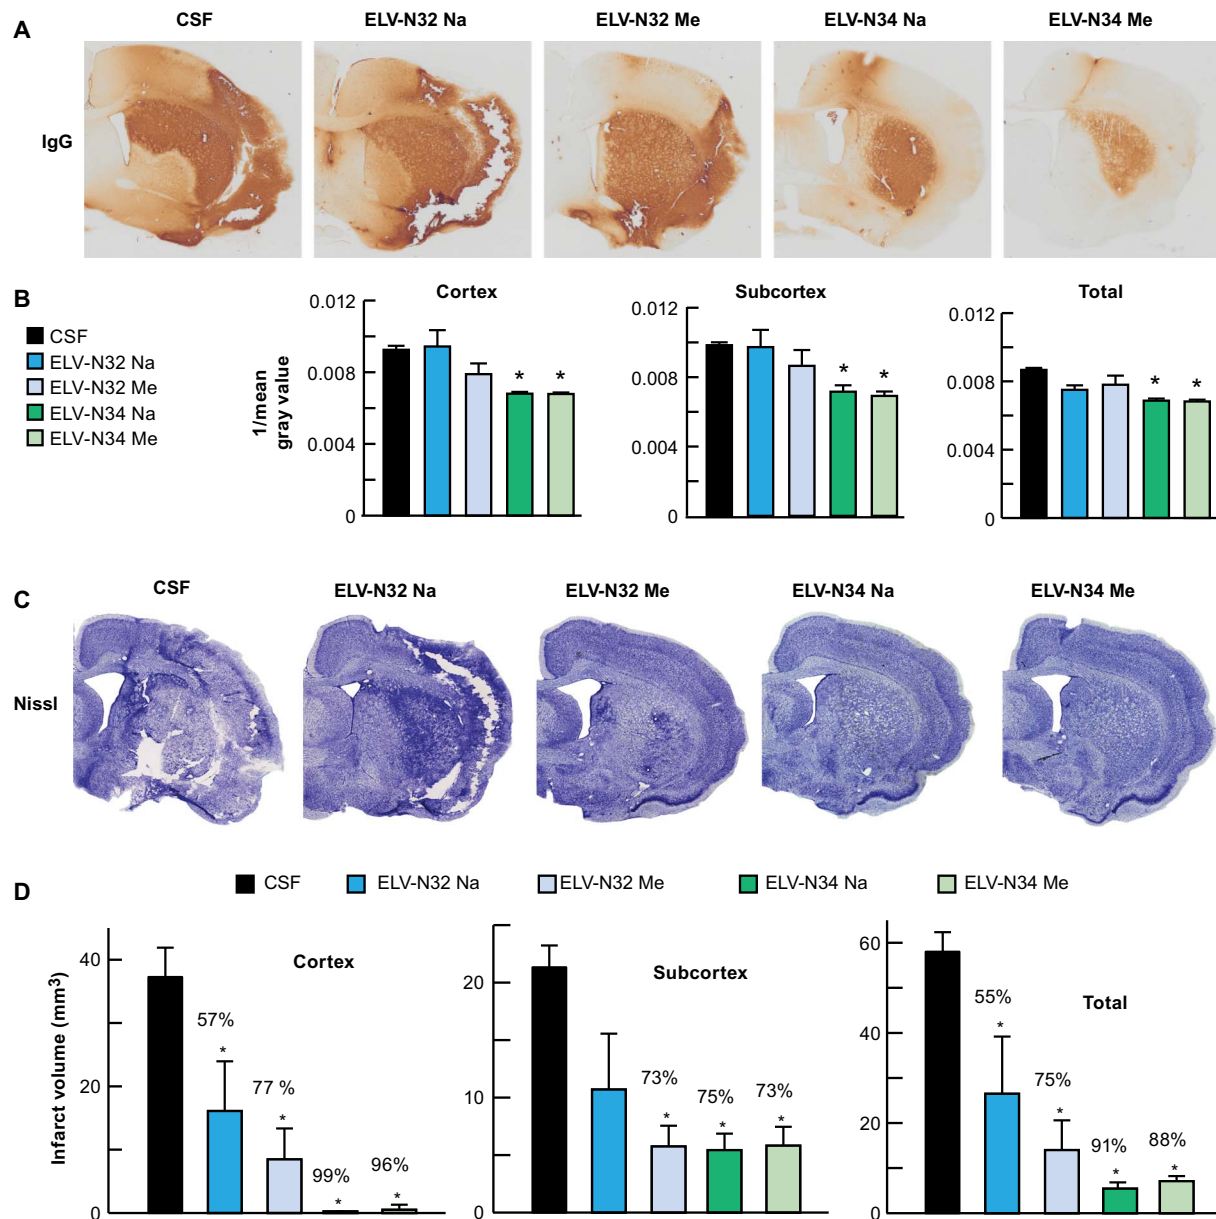 A
CSF
ELV-N32 Na
ELV-N32 Me
ELV-N34 Na
ELV-N34 Me
IgG
B
CSF
ELV-N32 Na
ELV-N32 Me
ELV-N34 Na
ELV-N34 Me
1/mean
gray value
Cortex
0.012
0.008
0.004
0
* *
Subcortex
0.012
0.008
0.004
0
* *
Total
0.012
0.008
0.004
0
* *
C
CSF
ELV-N32 Na
ELV-N32 Me
ELV-N34 Na
ELV-N34 Me
Nissl
D
CSF
ELV-N32 Na
ELV-N32 Me
ELV-N34 Na
ELV-N34 Me
Infarct volume (mm3)
Cortex
40
20
0
57%
*
77 %
*
99%
*
96%
*
Subcortex
20
10
0
73%
*
75%
*
73%
*
Total
60
40
20
0
55%
*
75%
*
91%
*
88%
*